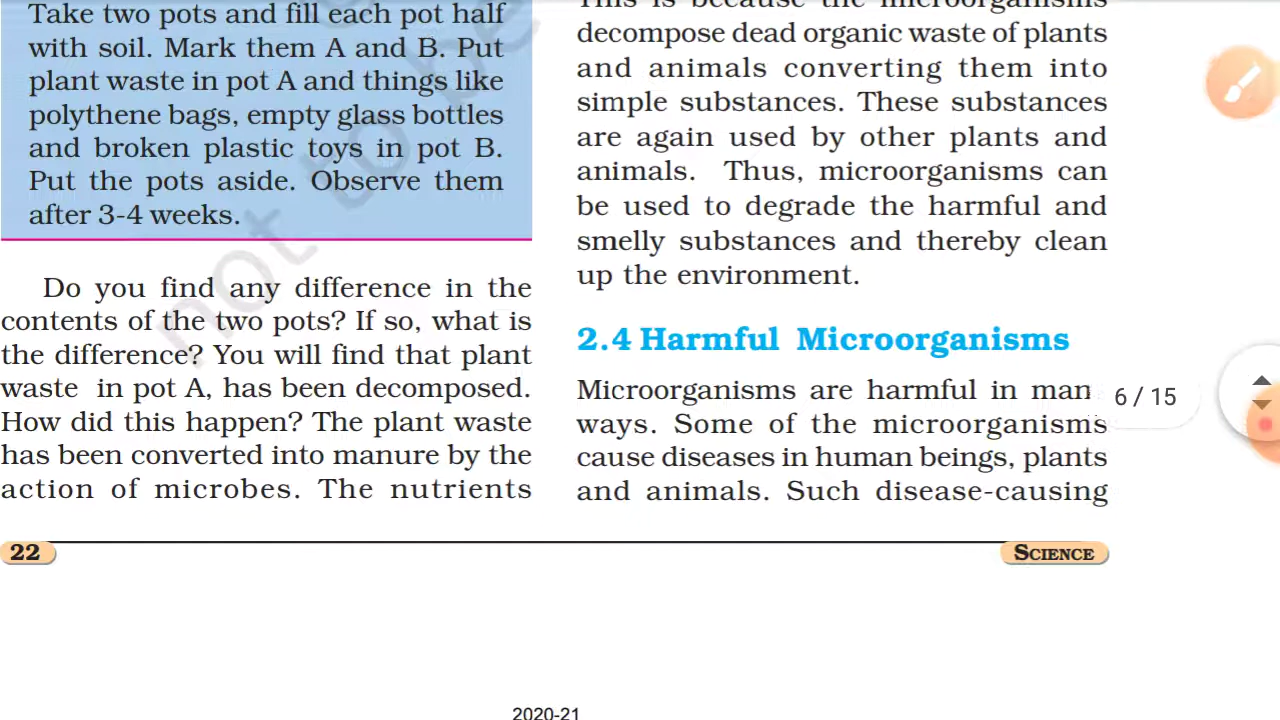 Take two pots and fill each pot half
with soil. Mark them A and B. Put
plant waste in pot A and things like
polythene bags, empty glass bottles
and broken plastic toys in pot B.
Put the pots aside. Observe them
after 3-4 weeks.
Do you find any difference in the
contents of the two pots? If so, what is
the difference? You will find that plant
waste in pot A, has been decomposed.
How did this happen? The plant waste
has been converted into manure by the
action of microbes. The nutrients
This is because the microorganisms
decompose dead organic waste of plants
and animals converting them into
simple substances. These substances
are again used by other plants and
animals. Thus, microorganisms can
be used to degrade the harmful and
smelly substances and thereby clean
up the environment.
2.4 Harmful Microorganisms
Microorganisms are harmful in man
ways. Some of the microorganisms
cause diseases in human beings, plants
and animals. Such disease-causing
6 / 15
22
SCIENCE
2020-21
not to be